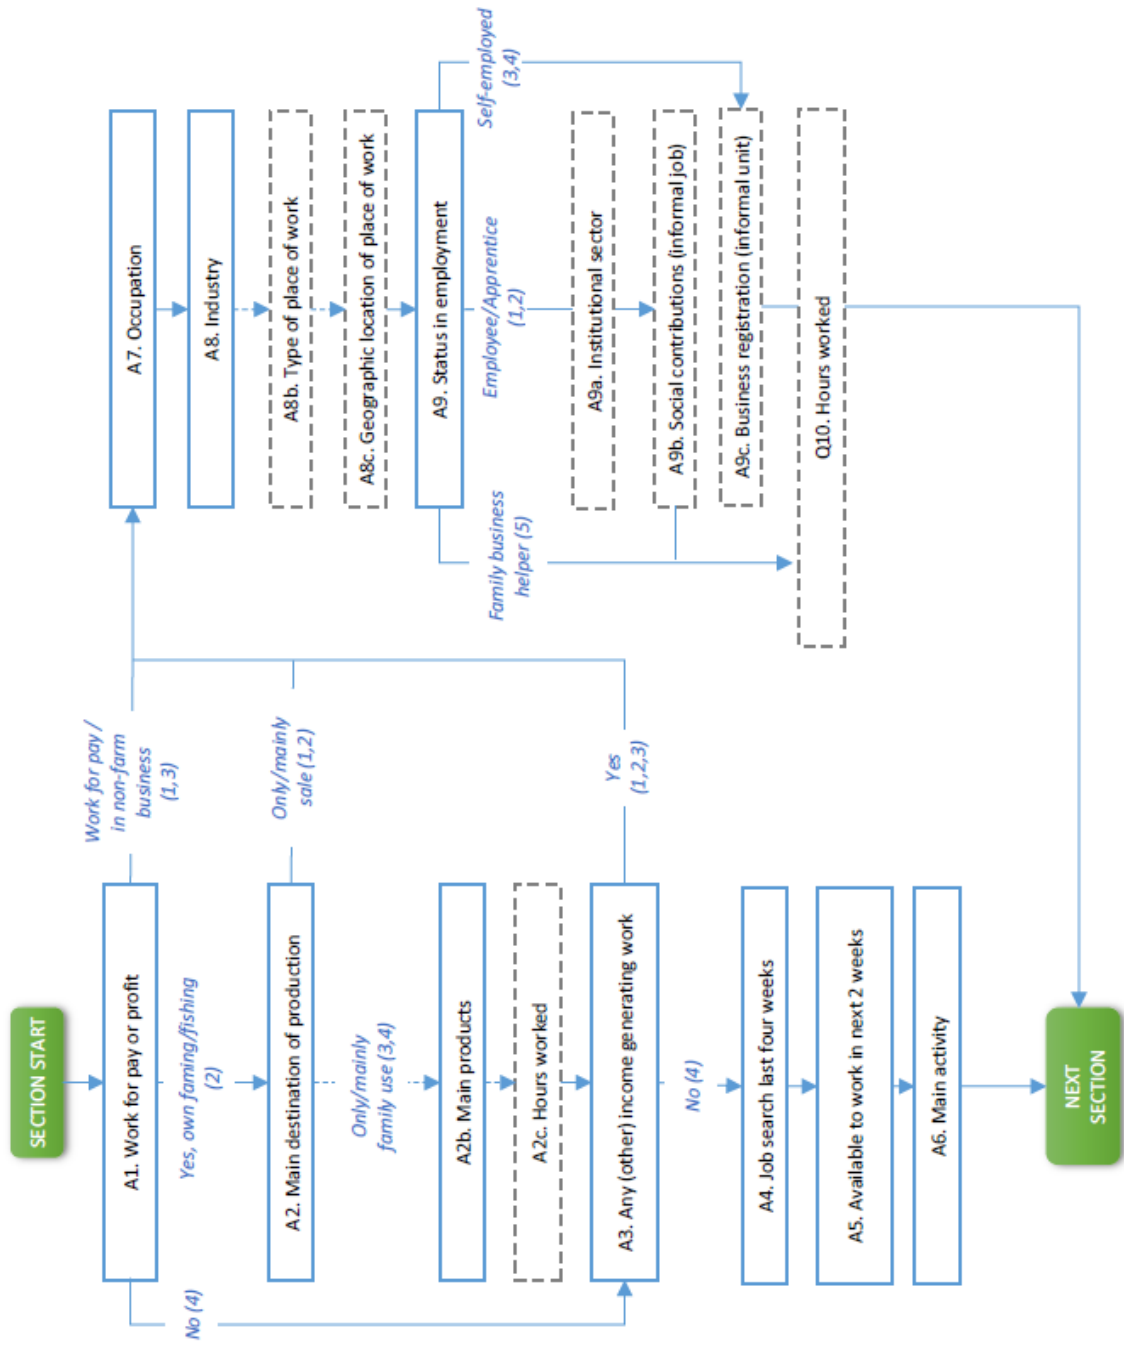 SECTION START
A1. Work for pay or profit
Work for pay /
in non-farm
business
(1,3)
No (4)
Yes, own faming/fishing
(2)
A2. Main destination of production
Only/mainly
sale (1,2)
Only/mainly
family use (3,4)
A2b. Main products
A2c. Hours worked
A3. Any (other) income generating work
Yes
(1,2,3)
No (4)
A4. Job search last four weeks
A5. Available to work in next 2 weeks
A6. Main activity
NEXT
SECTION
A7. Occupation
A8. Industry
A8b. Type of place of work
A8c. Geographic location of place of work
A9. Status in employment
Family business
helper (5)
Employee/Apprentice
(1,2)
Self-employed
(3,4)
A9a. Institutional sector
A9b. Social contributions (informal job)
A9c. Business registration (informal unit)
Q10. Hours worked